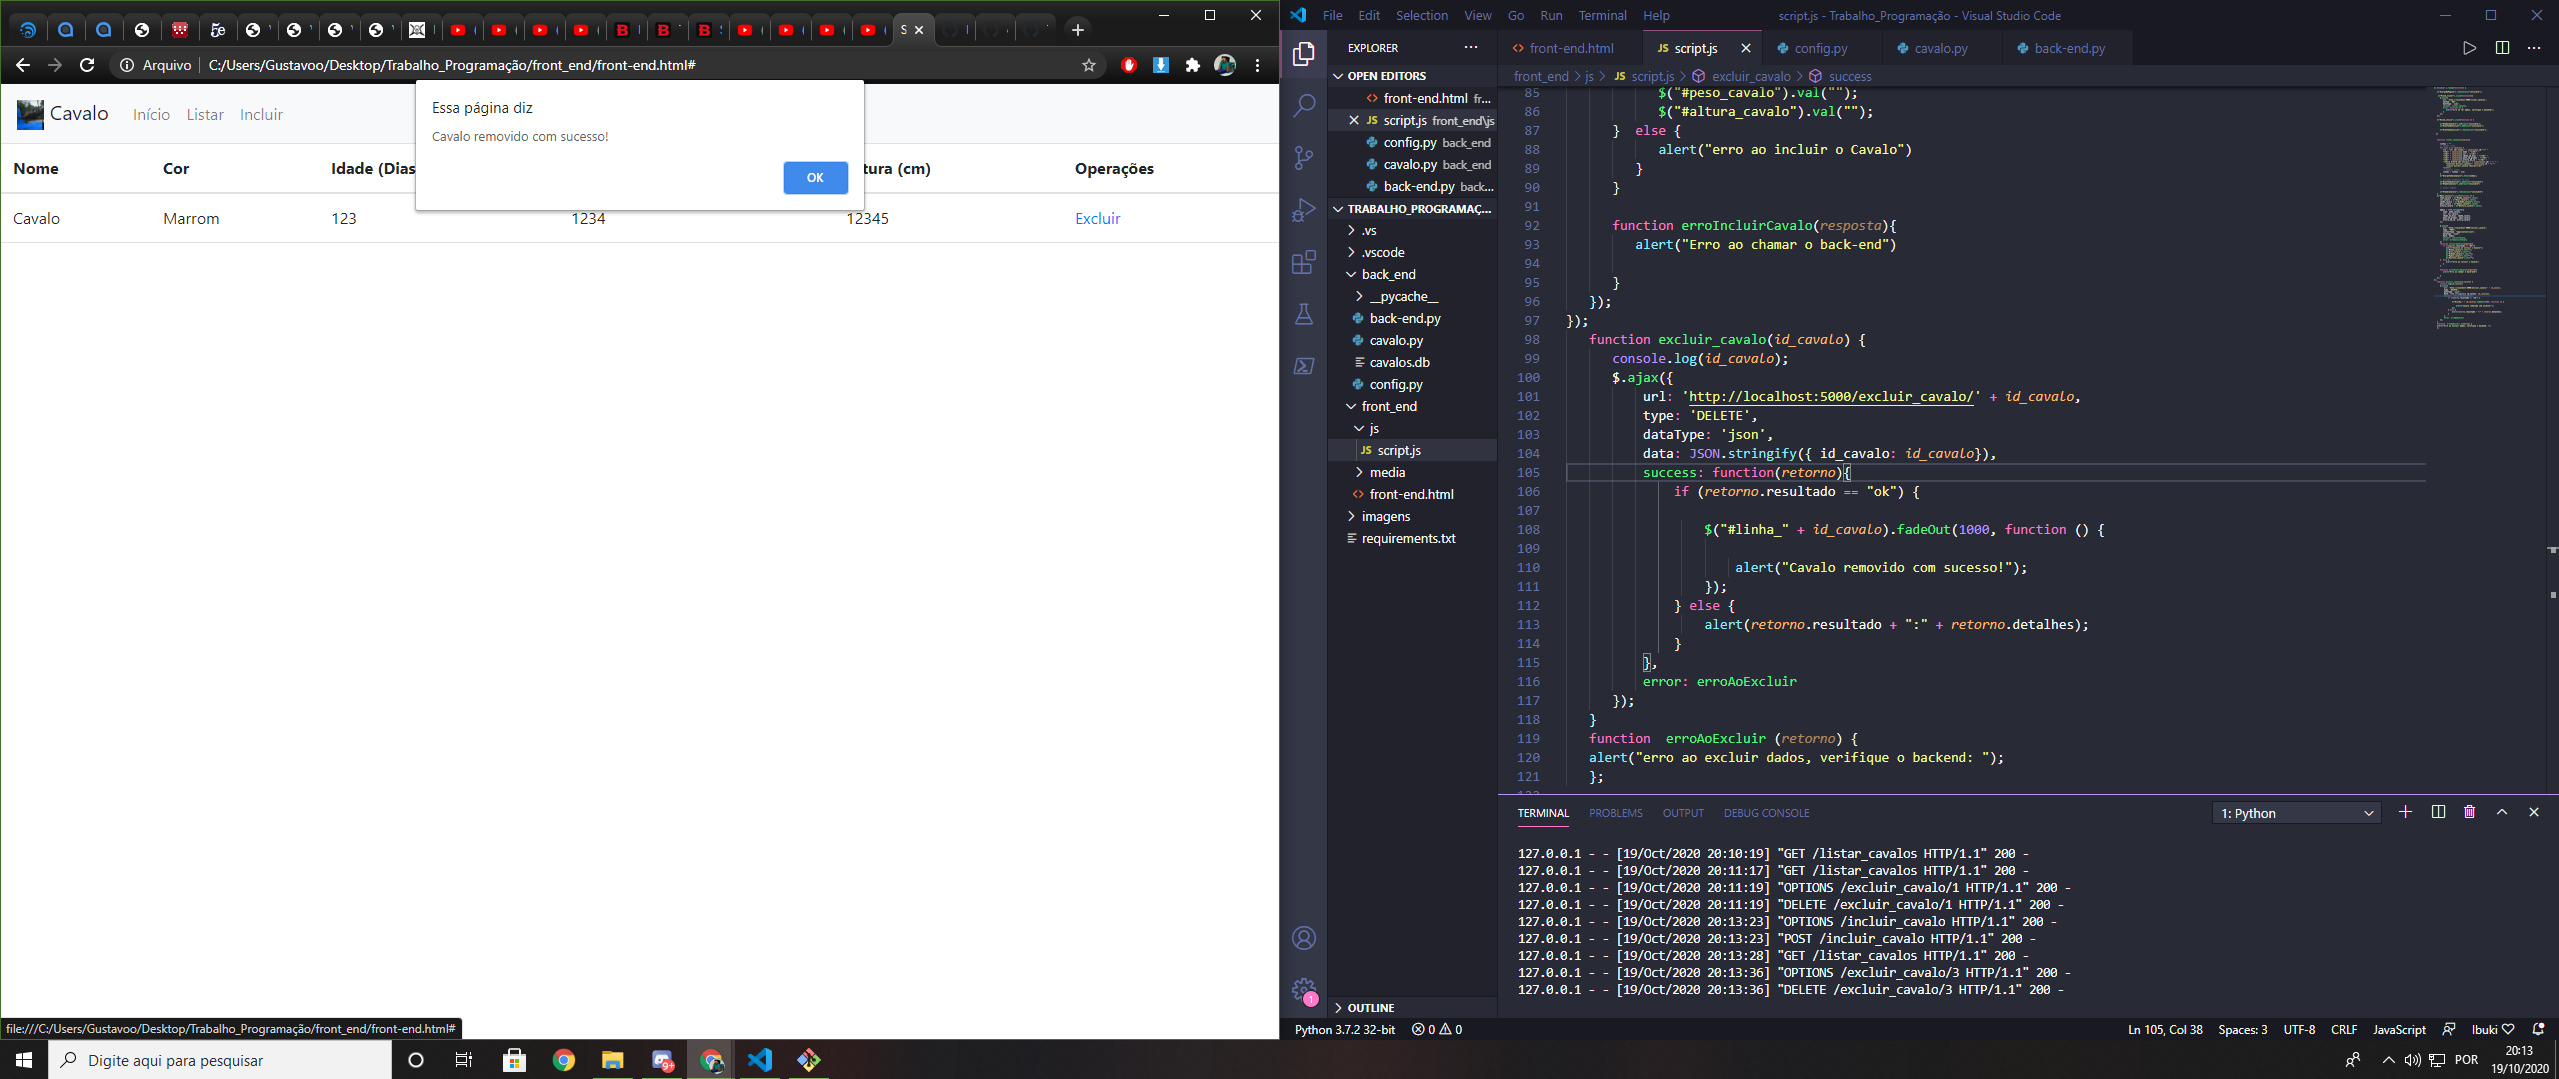 Arquivo
C:/Users/Gustavoo/Desktop/Trabalho_Programação/front_end/front-end.html#
Cavalo
Início
Listar
Incluir
Essa página diz
Cavalo removido com sucesso!
OK
Nome
Cor
Idade (Dias
tura (cm)
Operações
Cavalo
Marrom
123
1234
12345
Excluir
file:///C:/Users/Gustavoo/Desktop/Trabalho_Programação/front_end/front-end.html#
File Edit Selection View Go Run Terminal Help
script.js - Trabalho_Programação - Visual Studio Code
EXPLORER
OPEN EDITORS
front-end.html fr...
script.js front_end\js
config.py back_end
cavalo.py back_end
back-end.py back...
TRABALHO_PROGRAMAÇ...
.vs
.vscode
back_end
__pycache__
back-end.py
cavalo.py
cavalos.db
config.py
front_end
js
script.js
media
front-end.html
imagens
requirements.txt
OUTLINE
front-end.html
script.js
config.py
cavalo.py
back-end.py
front_end > js > script.js > excluir_cavalo > success
85 $("#peso_cavalo").val("");
86 $("#altura_cavalo").val("");
87 } else {
88 alert("erro ao incluir o Cavalo")
89 }
90 }
91
92 function erroIncluirCavalo(resposta){
93 alert("Erro ao chamar o back-end")
94
95 }
96 });
97 });
98 function excluir_cavalo(id_cavalo) {
99 console.log(id_cavalo);
100 $.ajax({
101 url: 'http://localhost:5000/excluir_cavalo/' + id_cavalo,
102 type: 'DELETE',
103 dataType: 'json',
104 data: JSON.stringify({ id_cavalo: id_cavalo}),
105 success: function(retorno){
106 if (retorno.resultado == "ok") {
107
108 $("#linha_" + id_cavalo).fadeOut(1000, function () {
109
110 alert("Cavalo removido com sucesso!");
111 });
112 } else {
113 alert(retorno.resultado + ":" + retorno.detalhes);
114 }
115 },
116 error: erroAoExcluir
117 });
118 }
119 function erroAoExcluir (retorno) {
120 alert("erro ao excluir dados, verifique o backend: ");
121 };
TERMINAL PROBLEMS OUTPUT DEBUG CONSOLE
1: Python
127.0.0.1 - - [19/Oct/2020 20:10:19] "GET /listar_cavalos HTTP/1.1" 200 -
127.0.0.1 - - [19/Oct/2020 20:11:17] "GET /listar_cavalos HTTP/1.1" 200 -
127.0.0.1 - - [19/Oct/2020 20:11:19] "OPTIONS /excluir_cavalo/1 HTTP/1.1" 200 -
127.0.0.1 - - [19/Oct/2020 20:11:19] "DELETE /excluir_cavalo/1 HTTP/1.1" 200 -
127.0.0.1 - - [19/Oct/2020 20:13:23] "OPTIONS /incluir_cavalo HTTP/1.1" 200 -
127.0.0.1 - - [19/Oct/2020 20:13:23] "POST /incluir_cavalo HTTP/1.1" 200 -
127.0.0.1 - - [19/Oct/2020 20:13:28] "GET /listar_cavalos HTTP/1.1" 200 -
127.0.0.1 - - [19/Oct/2020 20:13:36] "OPTIONS /excluir_cavalo/3 HTTP/1.1" 200 -
127.0.0.1 - - [19/Oct/2020 20:13:36] "DELETE /excluir_cavalo/3 HTTP/1.1" 200 -
Python 3.7.2 32-bit
0 0
Ln 105, Col 38
Spaces: 3
UTF-8
CRLF
JavaScript
Ibuki
Digite aqui para pesquisar
9+
POR
20:13
19/10/2020